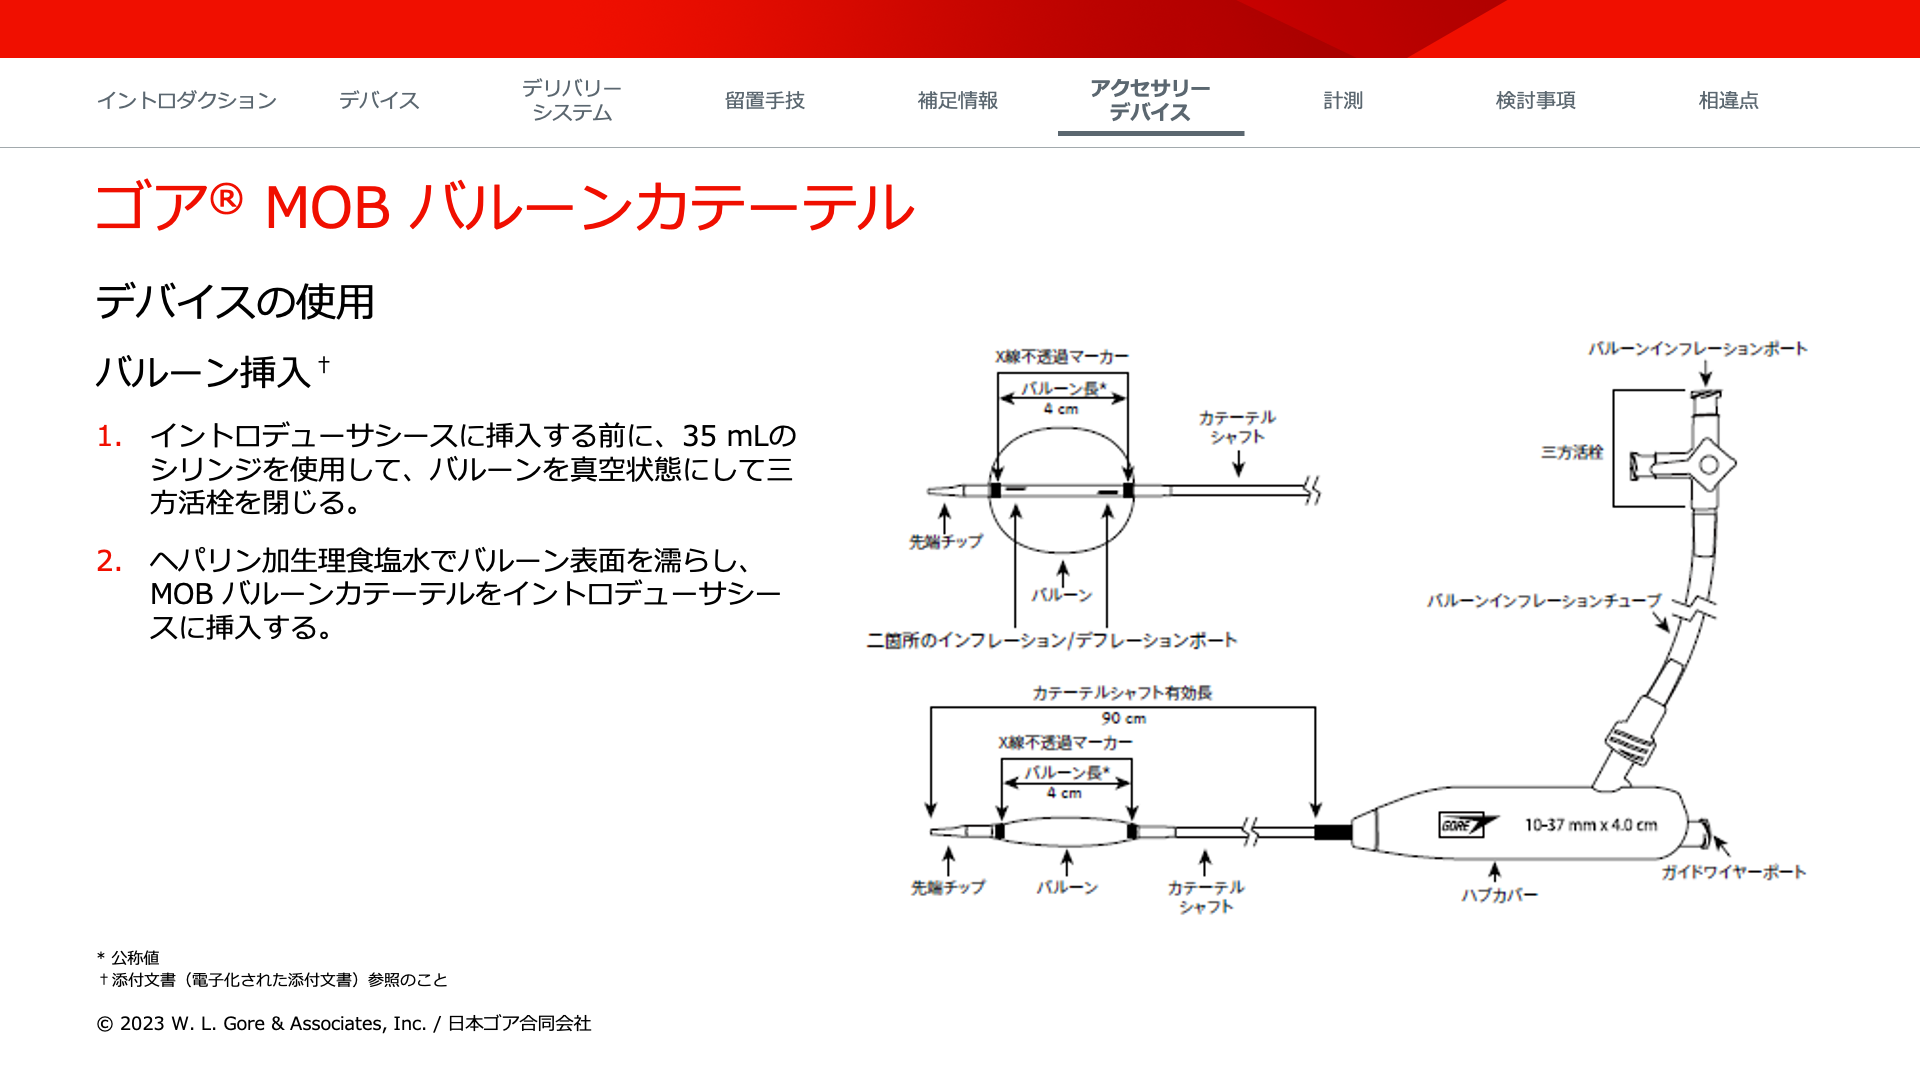 イントロダクション
デバイス
デリバリー
システム
留置手技
補足情報
アクセサリー
デバイス
計測
検討事項
相違点
ゴア® MOB バルーンカテーテル
デバイスの使用
バルーン挿入†
1. イントロデューサシースに挿入する前に、35 mLの
シリンジを使用して、バルーンを真空状態にして三
方活栓を閉じる。
2. ヘパリン加生理食塩水でバルーン表面を濡らし、
MOB バルーンカテーテルをイントロデューサシー
スに挿入する。
X線不透過マーカー
バルーン長*
4 cm
カテーテル
シャフト
先端チップ
バルーン
二箇所のインフレーション/デフレーションポート
バルーンインフレーションポート
三方活栓
バルーンインフレーションチューブ
カテーテルシャフト有効長
90 cm
X線不透過マーカー
バルーン長*
4 cm
先端チップ
バルーン
カテーテル
シャフト
GORE
10-37 mm x 4.0 cm
ガイドワイヤーポート
ハブカバー
* 公称値
†添付文書（電子化された添付文書）参照のこと
© 2023 W. L. Gore & Associates, Inc. / 日本ゴア合同会社